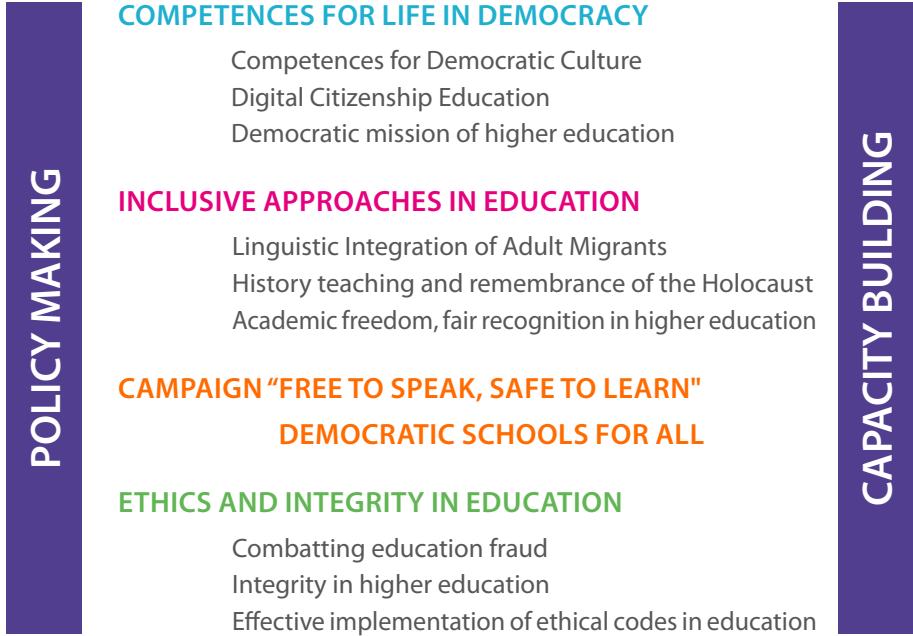 POLICY MAKING
COMPETENCES FOR LIFE IN DEMOCRACY
Competences for Democratic Culture
Digital Citizenship Education
Democratic mission of higher education
INCLUSIVE APPROACHES IN EDUCATION
Linguistic Integration of Adult Migrants
History teaching and remembrance of the Holocaust
Academic freedom, fair recognition in higher education
CAMPAIGN “FREE TO SPEAK, SAFE TO LEARN"
DEMOCRATIC SCHOOLS FOR ALL
ETHICS AND INTEGRITY IN EDUCATION
Combatting education fraud
Integrity in higher education
Effective implementation of ethical codes in education
CAPACITY BUILDING